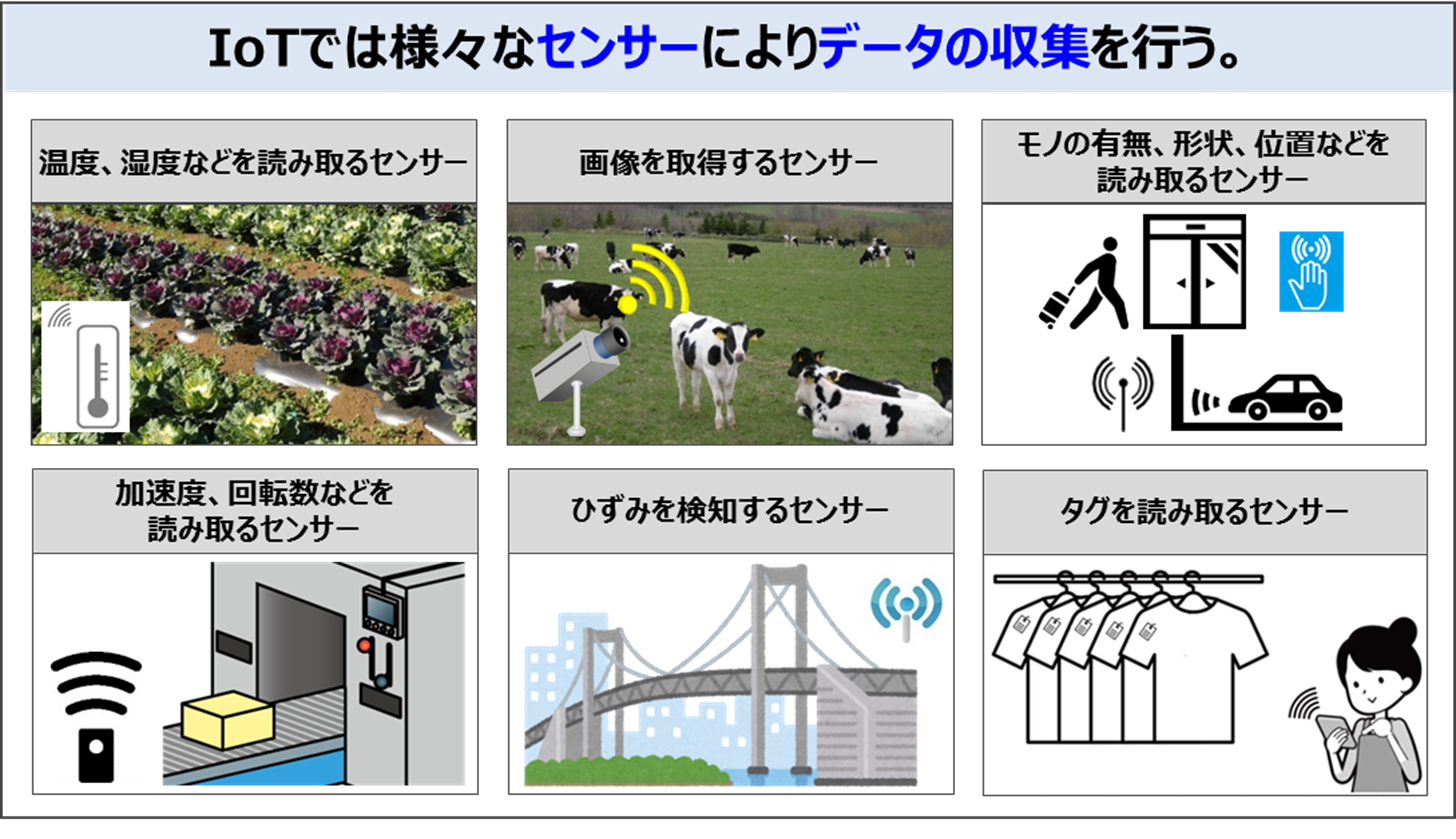 IoTでは様々なセンサーによりデータの収集を行う。
温度、湿度などを読み取るセンサー
画像を取得するセンサー
モノの有無、形状、位置などを
読み取るセンサー
加速度、回転数などを
読み取るセンサー
ひずみを検知するセンサー
タグを読み取るセンサー